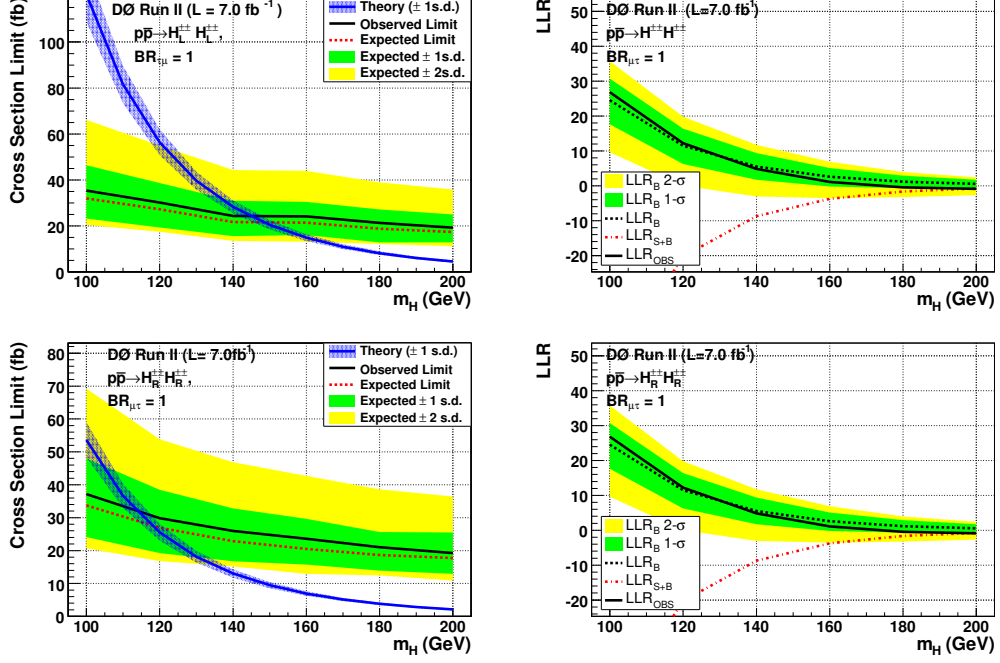 DØ Run II (L = 7.0 fb⁻¹)
pp̅→H_L^±± H_L^±±,
BR_τμ = 1
Theory (± 1s.d.)
Observed Limit
Expected Limit
Expected ± 1s.d.
Expected ± 2s.d.
Cross Section Limit (fb)
120
100
80
60
40
20
0
100 120 140 160 180 200
m_H (GeV)
DØ Run II (L=7.0 fb⁻¹)
pp̅→H^±± H^±±
BR_μτ = 1
LLR
50
40
30
20
10
0
-10
-20
LLR_B 2-σ
LLR_B 1-σ
LLR_B
LLR_S+B
LLR_OBS
100 120 140 160 180 200
m_H (GeV)
DØ Run II (L= 7.0fb⁻¹)
pp̅→H_R^±± H_R^±±,
BR_μτ = 1
Theory (± 1 s.d.)
Observed Limit
Expected Limit
Expected ± 1 s.d.
Expected ± 2 s.d.
Cross Section Limit (fb)
80
70
60
50
40
30
20
10
0
100 120 140 160 180 200
m_H (GeV)
DØ Run II (L=7.0 fb⁻¹)
pp̅→H_R^±± H_R^±±
BR_μτ = 1
LLR
50
40
30
20
10
0
-10
-20
LLR_B 2-σ
LLR_B 1-σ
LLR_B
LLR_S+B
LLR_OBS
100 120 140 160 180 200
m_H (GeV)